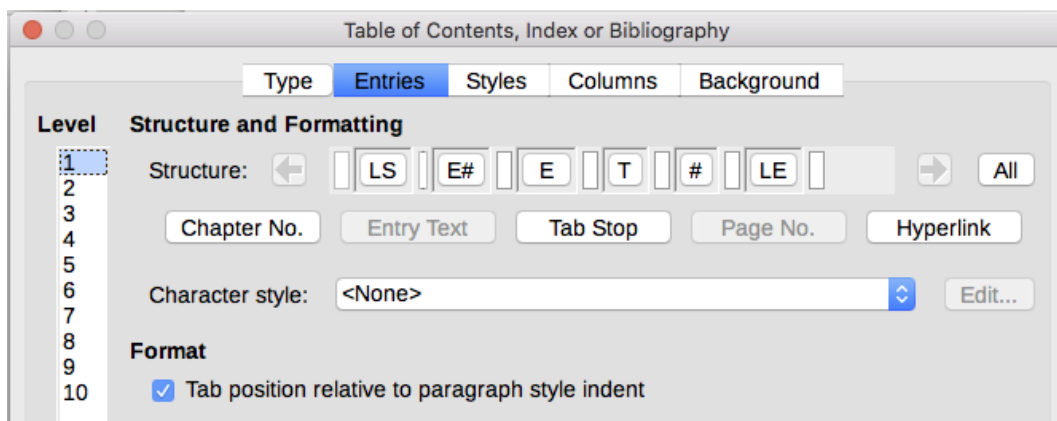 Table of Contents, Index or Bibliography
Type Entries Styles Columns Background
Level Structure and Formatting
1 Structure: LS E# E T # LE All
2
3 Chapter No. Entry Text Tab Stop Page No. Hyperlink
4
5
6 Character style: <None> Edit...
7
8 Format
9
10 Tab position relative to paragraph style indent